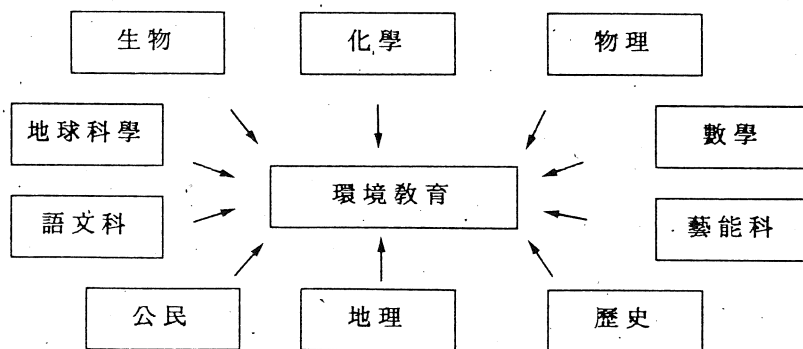 生物
化學
物理
地球科學
數學
環境教育
語文科
藝能科
公民
地理
歷史